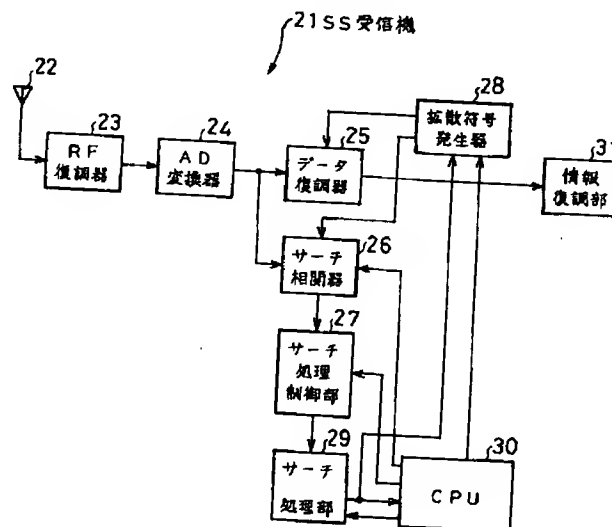 21SS受信機
22
23
RF
復調器
24
AD
変換器
25
データ
復調器
28
拡散符号
発生器
31
情報
復調部
26
サーチ
相関器
27
サーチ
処理
制御部
29
サーチ
処理部
30
CPU